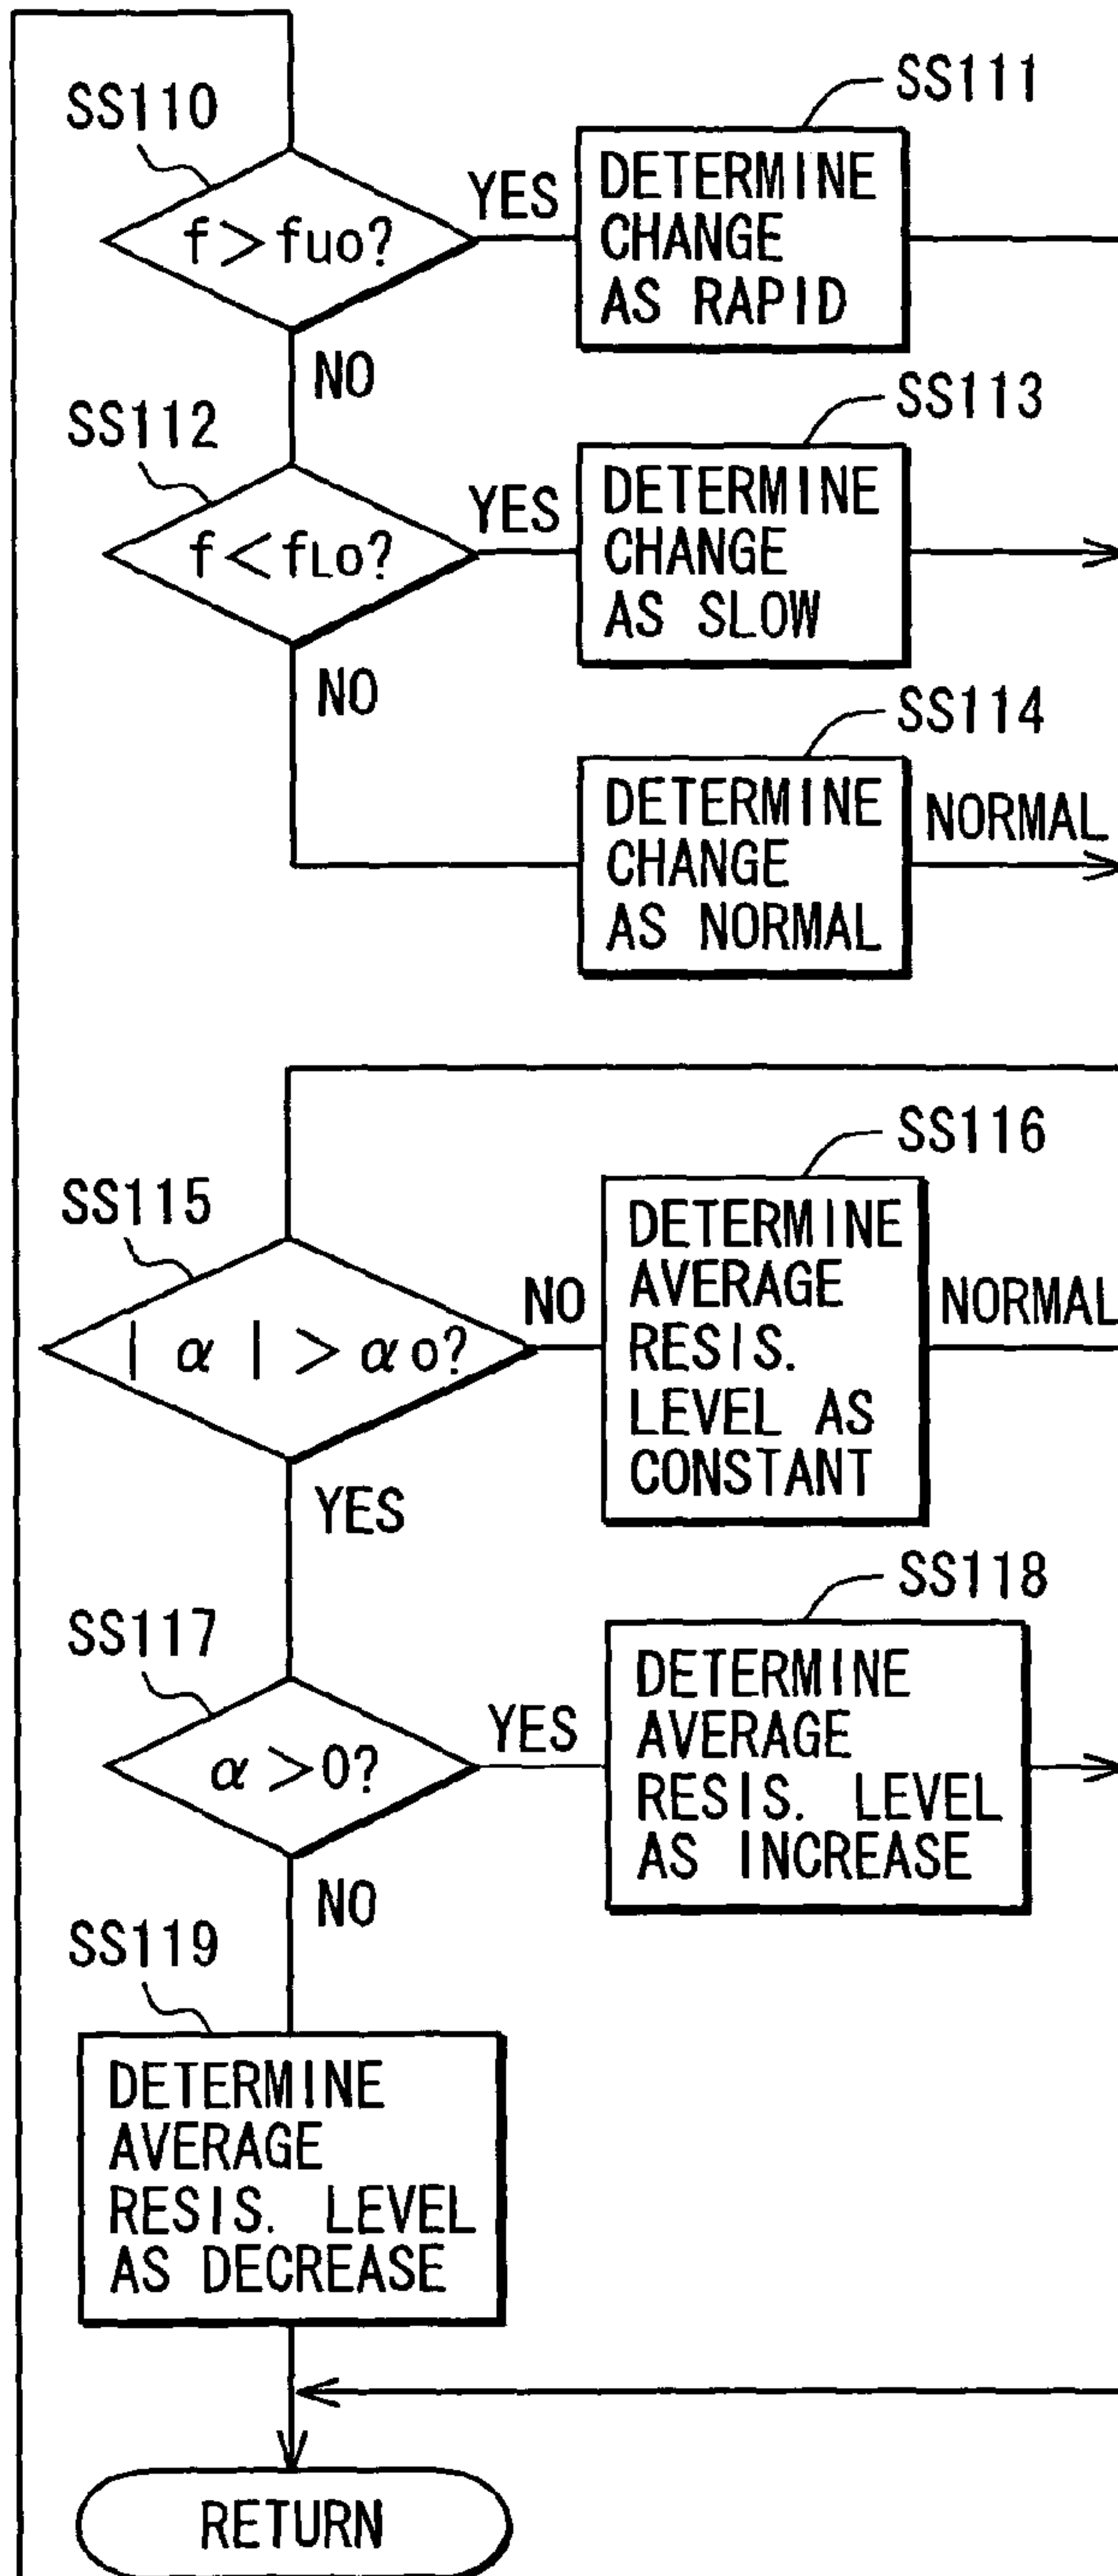 SS110
f>fUO?
YES
NO
SS111
DETERMINE
CHANGE
AS RAPID
SS112
f<fLO?
YES
NO
SS113
DETERMINE
CHANGE
AS SLOW
SS114
DETERMINE
CHANGE
AS NORMAL
NORMAL
SS115
| α | > αo?
NO
YES
SS116
DETERMINE
AVERAGE
RESIS.
LEVEL AS
CONSTANT
NORMAL
SS117
α>0?
YES
NO
SS118
DETERMINE
AVERAGE
RESIS. LEVEL
AS INCREASE
SS119
DETERMINE
AVERAGE
RESIS. LEVEL
AS DECREASE
RETURN